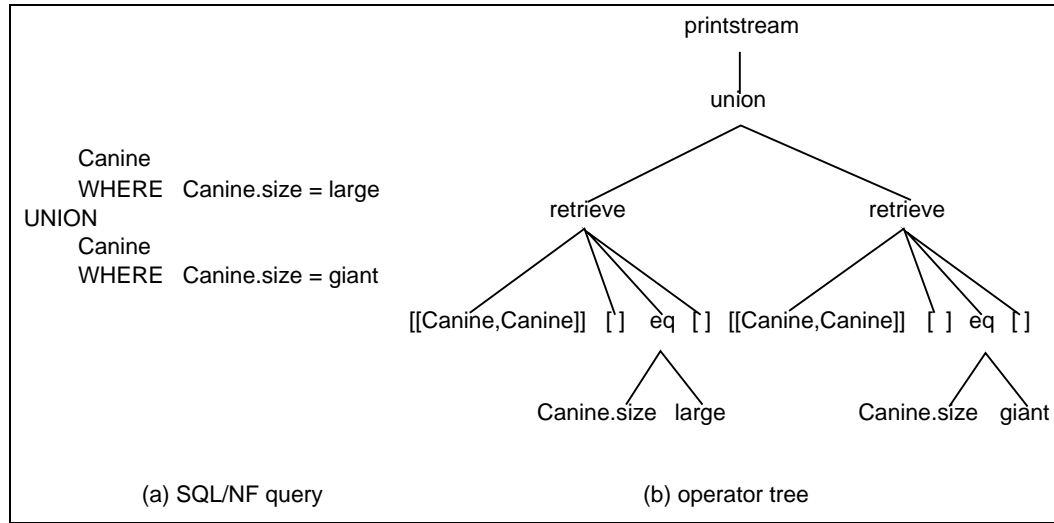 Canine
WHERE Canine.size = large
UNION
Canine
WHERE Canine.size = giant
(a) SQL/NF query
printstream
union
retrieve retrieve
[[Canine,Canine]] [ ] eq [ ] [[Canine,Canine]] [ ] eq [ ]
Canine.size large Canine.size giant
(b) operator tree